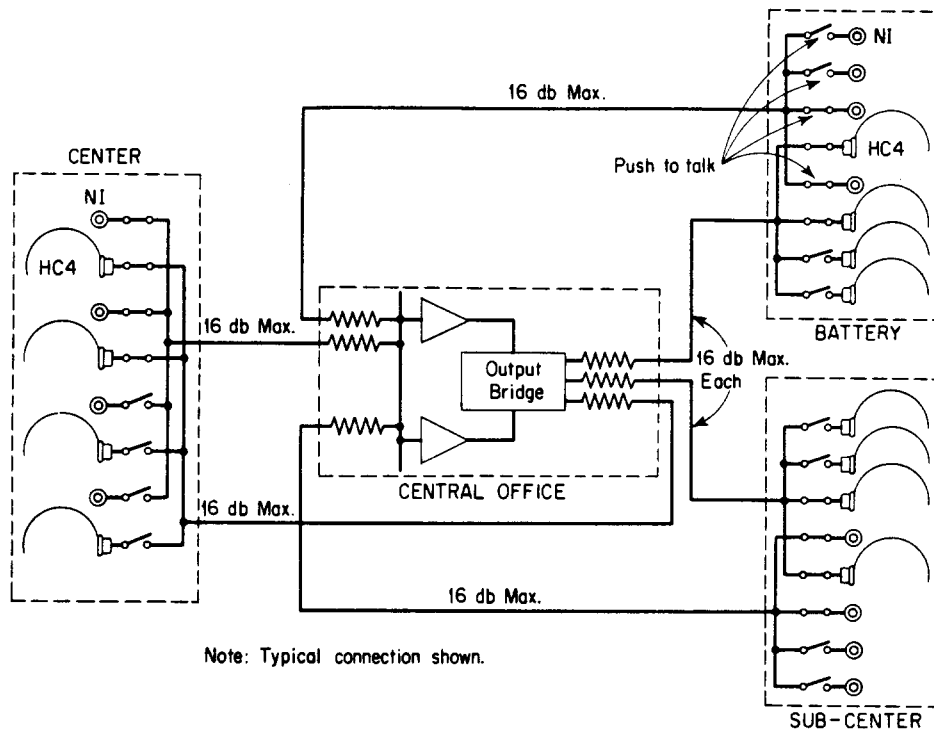 NI
16 db Max.
CENTER
HC4
Push to talk
NI
HC4
16 db Max.
BATTERY
16 db Max.
Each
Output
Bridge
CENTRAL OFFICE
16 db Max.
16 db Max.
Note: Typical connection shown.
SUB-CENTER